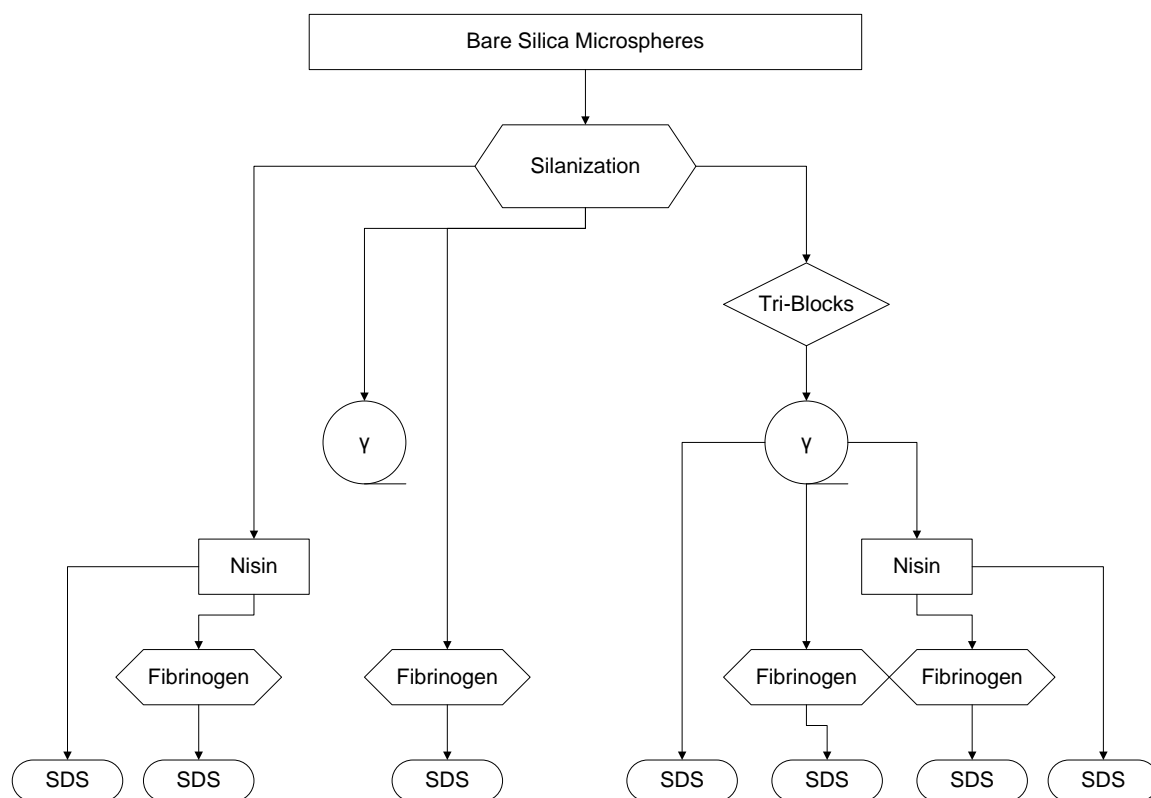 Bare Silica Microspheres
Silanization
Tri-Blocks
γ
γ
Nisin
Nisin
Fibrinogen
Fibrinogen
Fibrinogen
Fibrinogen
SDS
SDS
SDS
SDS
SDS
SDS
SDS